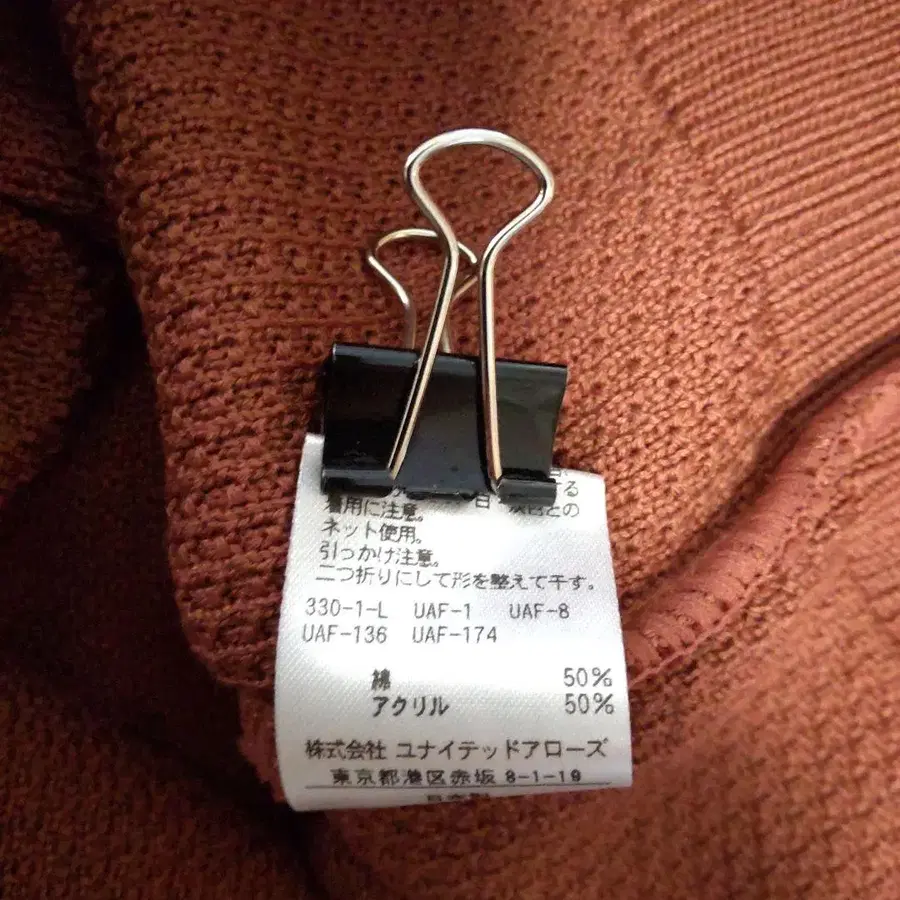 着用に注意。
ネット使用。
引っかけ注意。
二つ折りにして形を整えて干す。
330-1-L UAF-1 UAF-8
UAF-136 UAF-174
綿 50%
アクリル 50%
株式会社 ユナイテッドアローズ
東京都港区赤坂 8-1-19